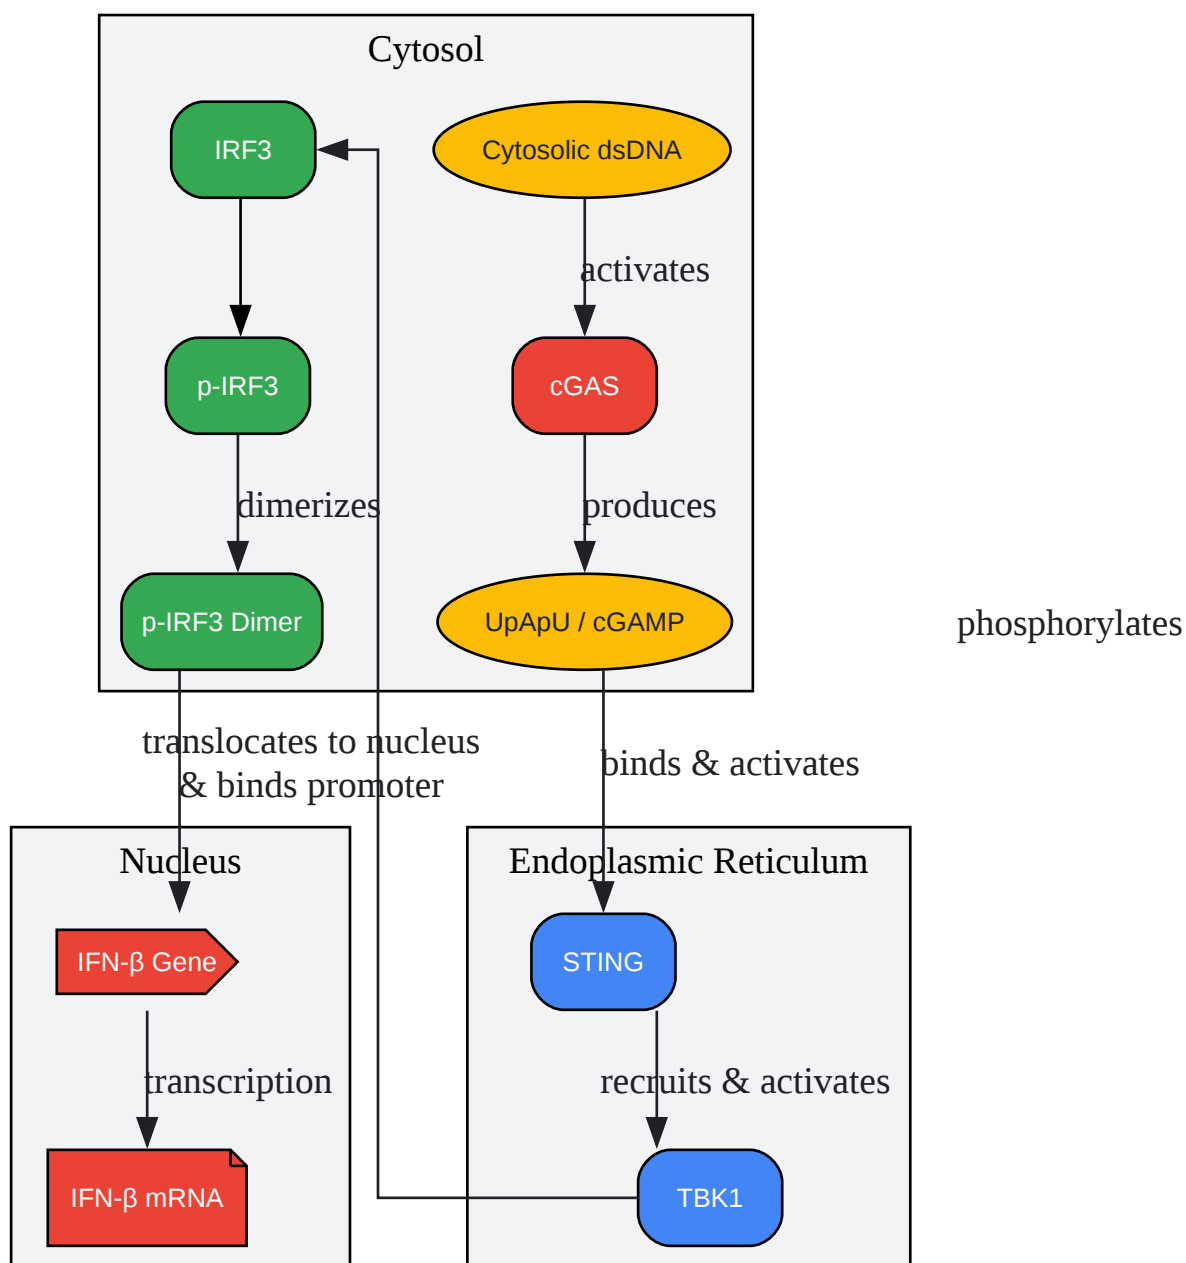 Cytosol
IRF3
Cytosolic dsDNA
activates
p-IRF3
cGAS
dimerizes
produces
p-IRF3 Dimer
UpApU / cGAMP
phosphorylates
translocates to nucleus
& binds promoter
binds & activates
Nucleus
Endoplasmic Reticulum
IFN-β Gene
STING
transcription
recruits & activates
IFN-β mRNA
TBK1